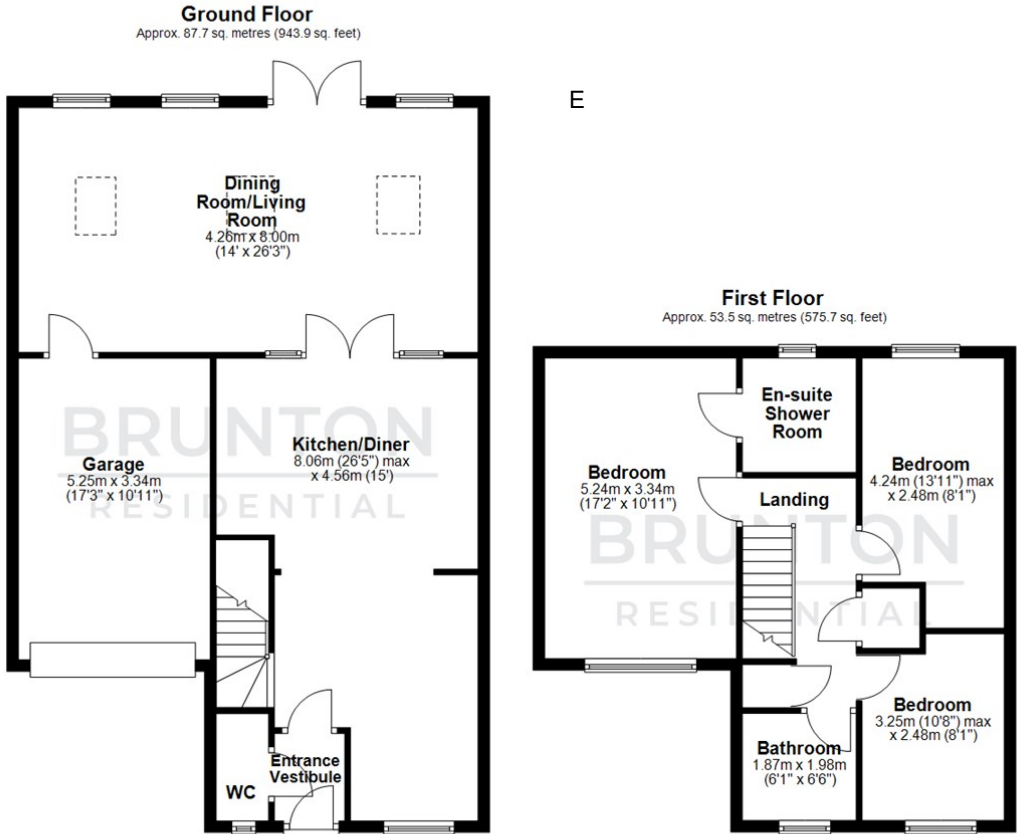 Ground Floor
Approx. 87.7 sq. metres (943.9 sq. feet)
E
Dining
Room/Living
Room
4.26m x 8.00m
(14' x 26'3")
First Floor
Approx. 53.5 sq. metres (575.7 sq. feet)
BRUNTON
RESIDENTIAL
Garage
5.25m x 3.34m
(17'3" x 10'11")
Kitchen/Diner
8.06m (26'5") max
x 4.56m (15')
Entrance
Vestibule
WC
BRUNTON
RESIDENTIAL
Bedroom
5.24m x 3.34m
(17'2" x 10'11")
En-suite
Shower
Room
Landing
Bedroom
4.24m (13'11") max
x 2.48m (8'1")
Bedroom
3.25m (10'8") max
x 2.48m (8'1")
Bathroom
1.87m x 1.98m
(6'1" x 6'6")